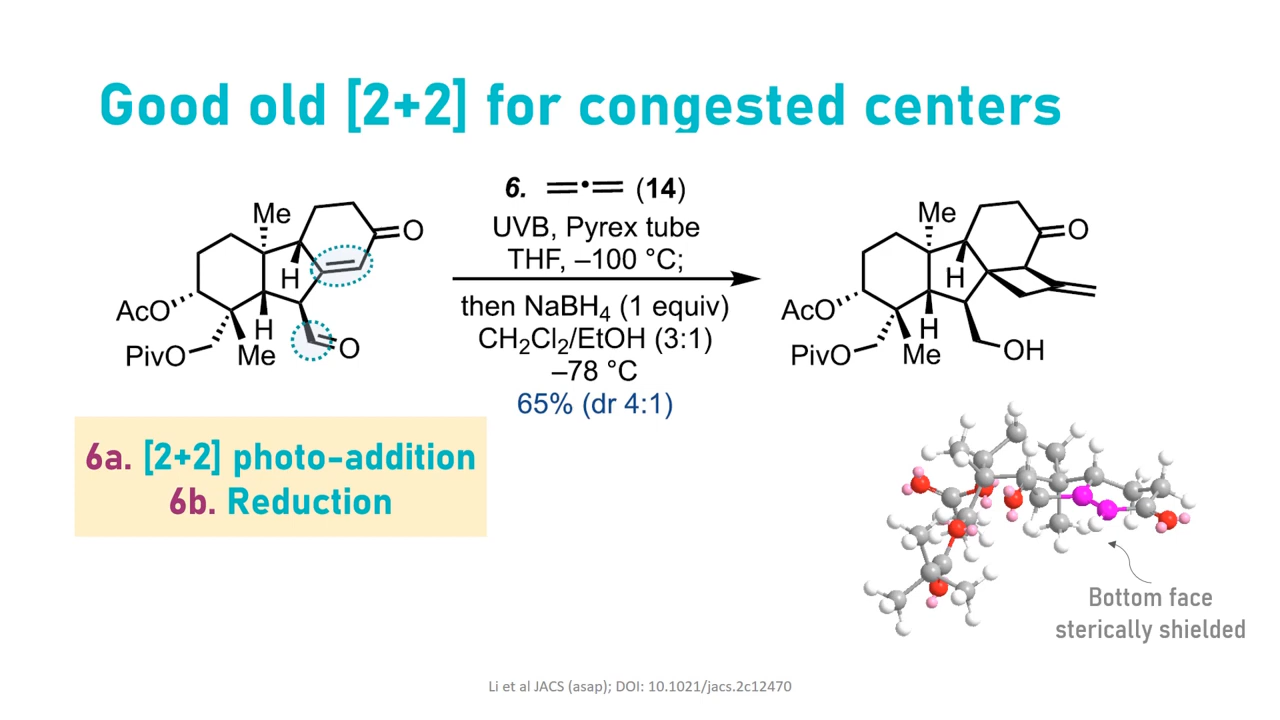 Good old [2+2] for congested centers
6. =•= (14)
UVB, Pyrex tube
THF, –100 °C;
then NaBH₄ (1 equiv)
CH₂Cl₂/EtOH (3:1)
–78 °C
65% (dr 4:1)
Me
O
H
AcO
H
PivO
Me
O
Me
O
H
AcO
H
PivO
Me
OH
6a. [2+2] photo-addition
6b. Reduction
Bottom face
sterically shielded
Li et al JACS (asap); DOI: 10.1021/jacs.2c12470